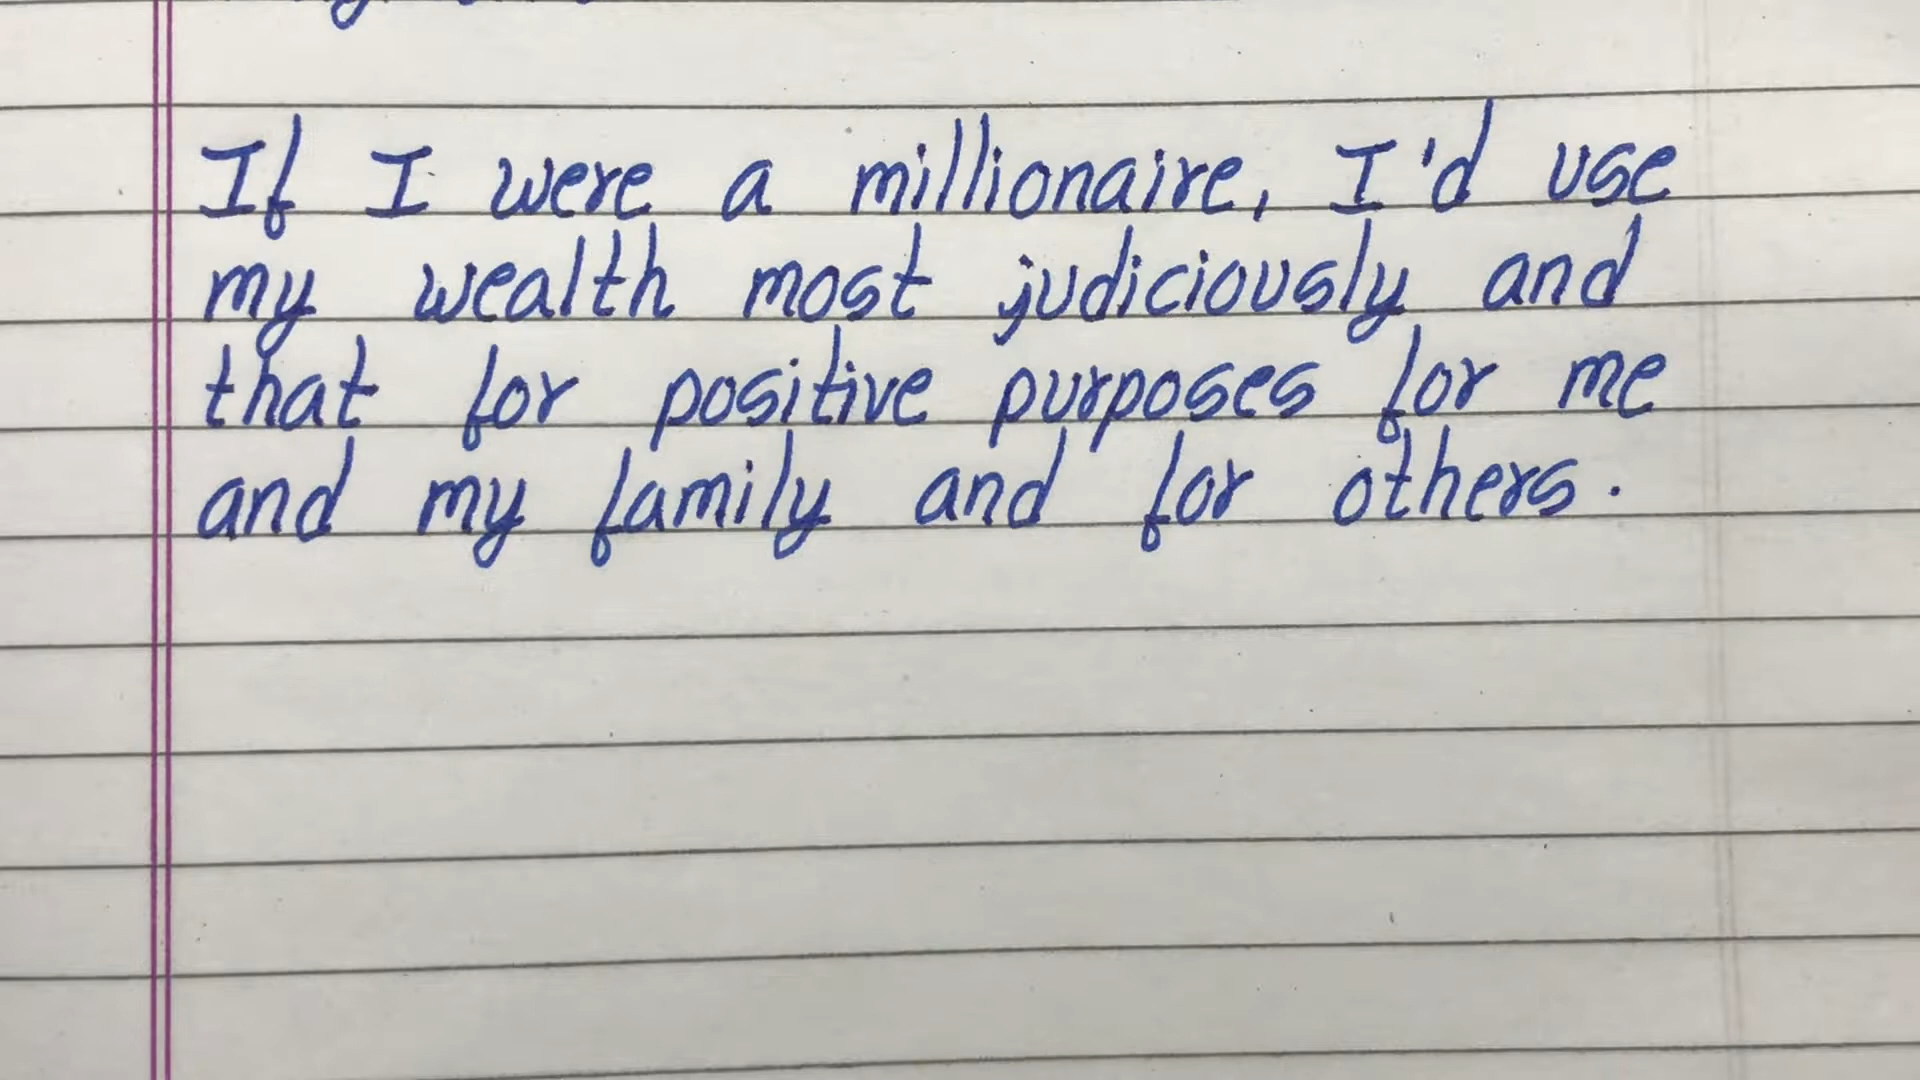 If I were a millionaire, I'd use
my wealth most judiciously and
that for positive purposes for me
and my family and for others.